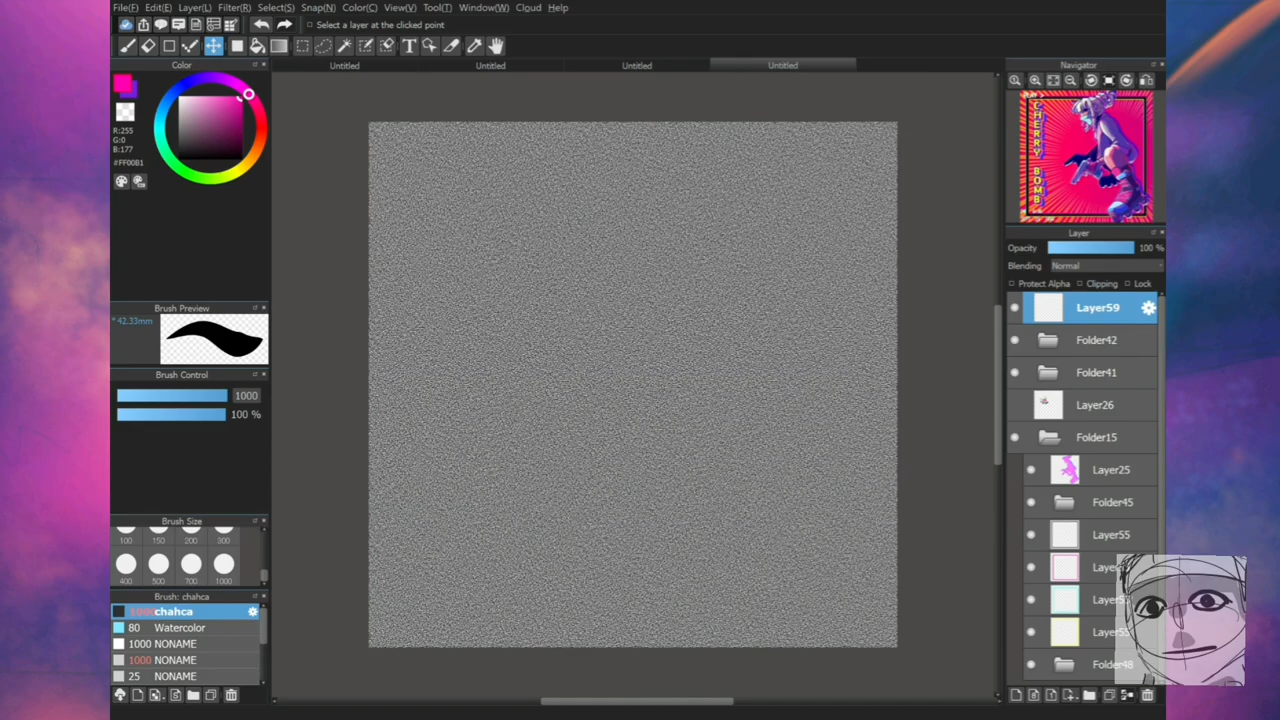 File(F) Edit(E) Layer(L) Filter(R) Select(S) Snap(N) Color(C) View(V) Tool(T) Window(W) Cloud Help
Select a layer at the clicked point
Untitled Untitled Untitled Untitled
Color
R:255
G:0
B:177
#FF00B1
Brush Preview
* 42.33mm
Brush Control
1000
100 %
Brush Size
100 150 200 300
400 500 700 1000
Brush: chahca
1000 chahca
80 Watercolor
1000 NONAME
1000 NONAME
25 NONAME
Navigator
CHERRY BOMB
Layer
Opacity 100 %
Blending Normal
Protect Alpha Clipping Lock
Layer59
Folder42
Folder41
Layer26
Folder15
Layer25
Folder45
Layer55
Folder48